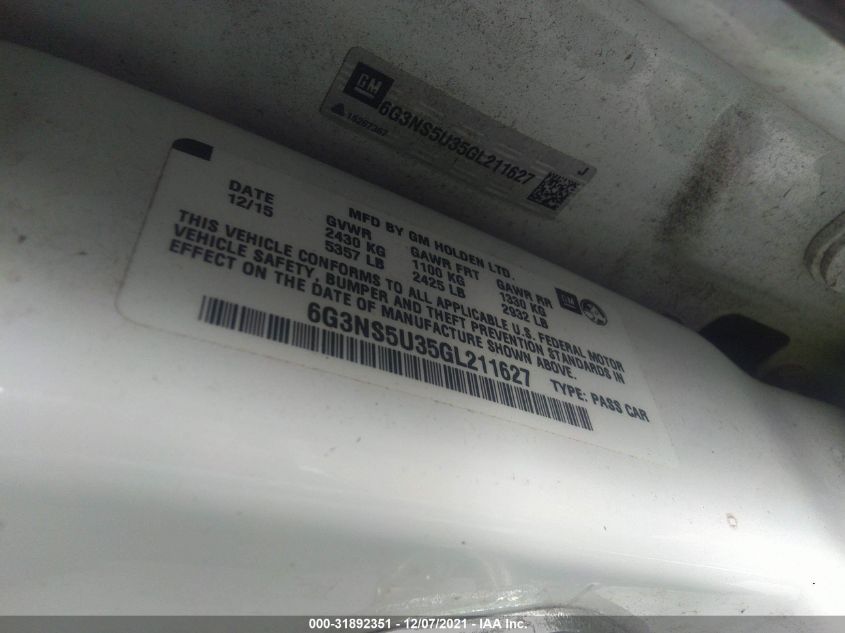 GM
6G3NS5U35GL211627
J
DATE
12/15
MFD BY GM HOLDEN LTD.
GVWR GAWR FRT GAWR RR
2430 KG 1100 KG 1330 KG
5357 LB 2425 LB 2932 LB
GM
THIS VEHICLE CONFORMS TO ALL APPLICABLE U.S. FEDERAL MOTOR
VEHICLE SAFETY, BUMPER AND THEFT PREVENTION STANDARDS IN
EFFECT ON THE DATE OF MANUFACTURE SHOWN ABOVE.
6G3NS5U35GL211627
TYPE: PASS CAR
000-31892351 - 12/07/2021 - IAA Inc.